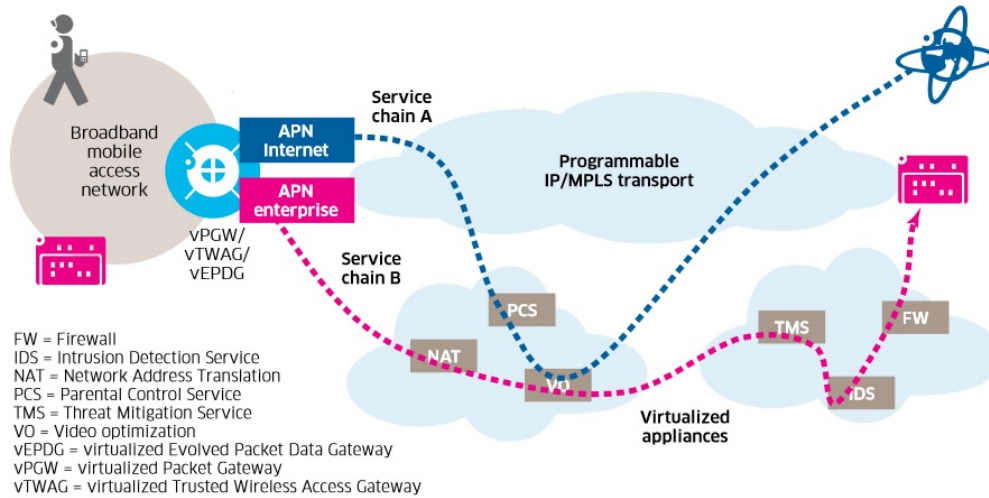 Broadband
mobile
access
network
APN
Internet
APN
enterprise
vPGW/
vTWAG/
vEPDG
Service
chain A
Service
chain B
Programmable
IP/MPLS transport
PCS
NAT
VO
TMS
FW
IDS
Virtualized
appliances
FW = Firewall
IDS = Intrusion Detection Service
NAT = Network Address Translation
PCS = Parental Control Service
TMS = Threat Mitigation Service
VO = Video optimization
vEPDG = virtualized Evolved Packet Data Gateway
vPGW = virtualized Packet Gateway
vTWAG = virtualized Trusted Wireless Access Gateway